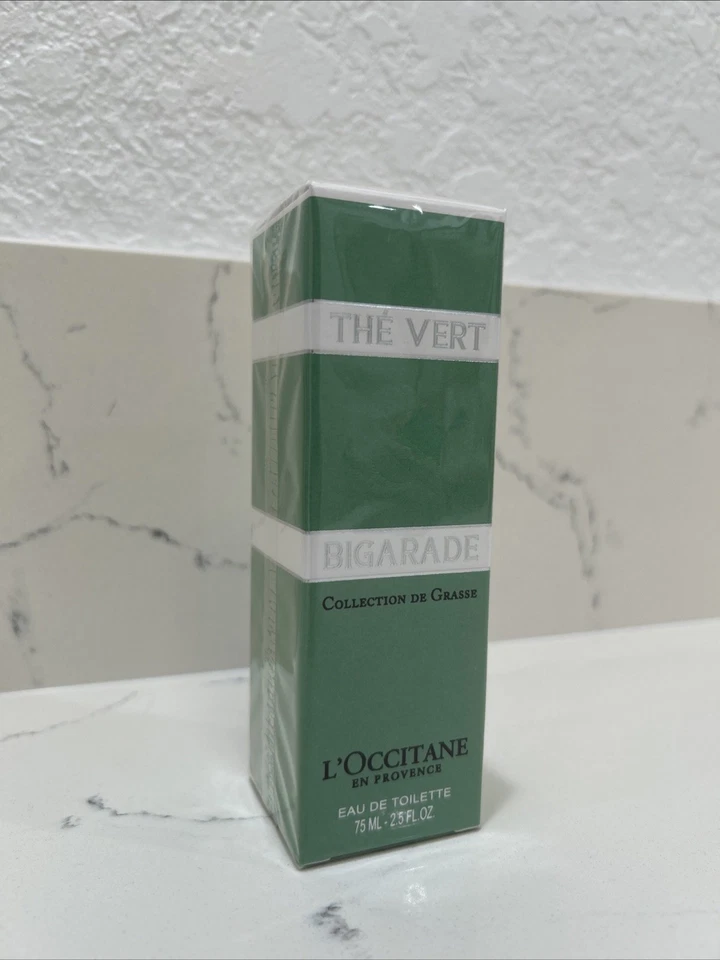 THÉ VERT
BIGARADE
COLLECTION DE GRASSE
L'OCCITANE
EN PROVENCE
EAU DE TOILETTE
75 ML - 2.5 FL.OZ.